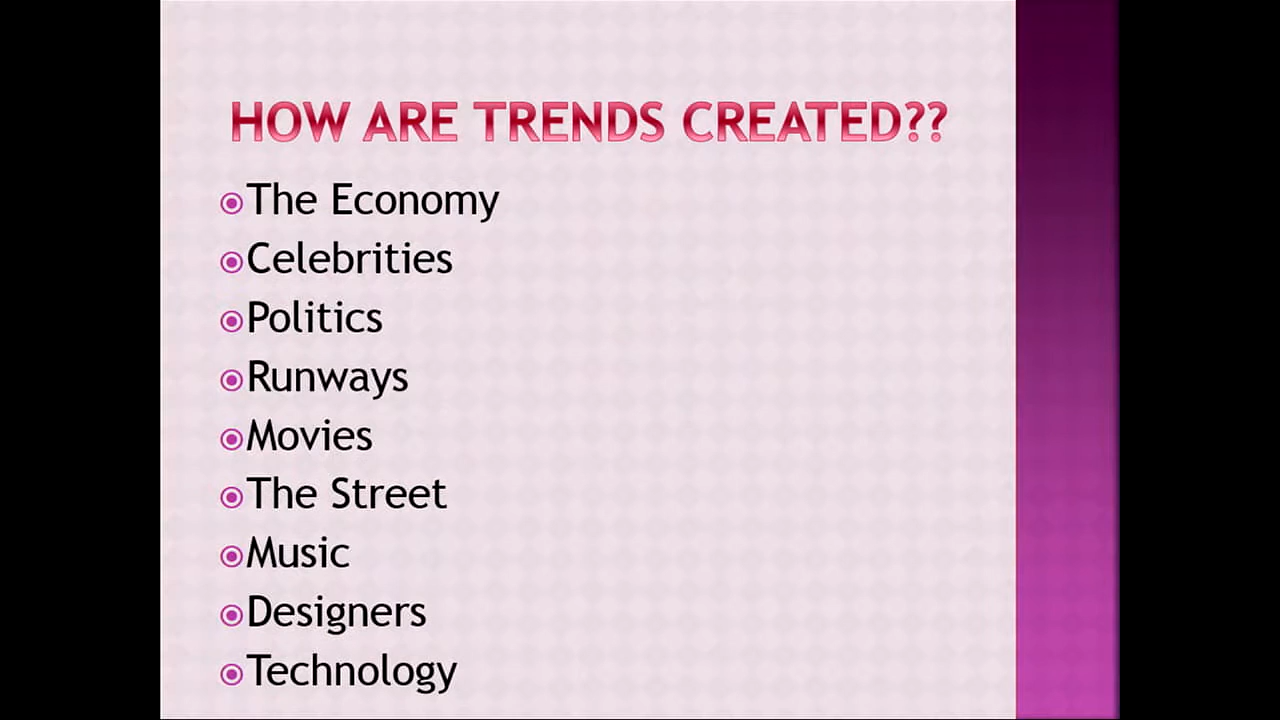 HOW ARE TRENDS CREATED??
The Economy
Celebrities
Politics
Runways
Movies
The Street
Music
Designers
Technology